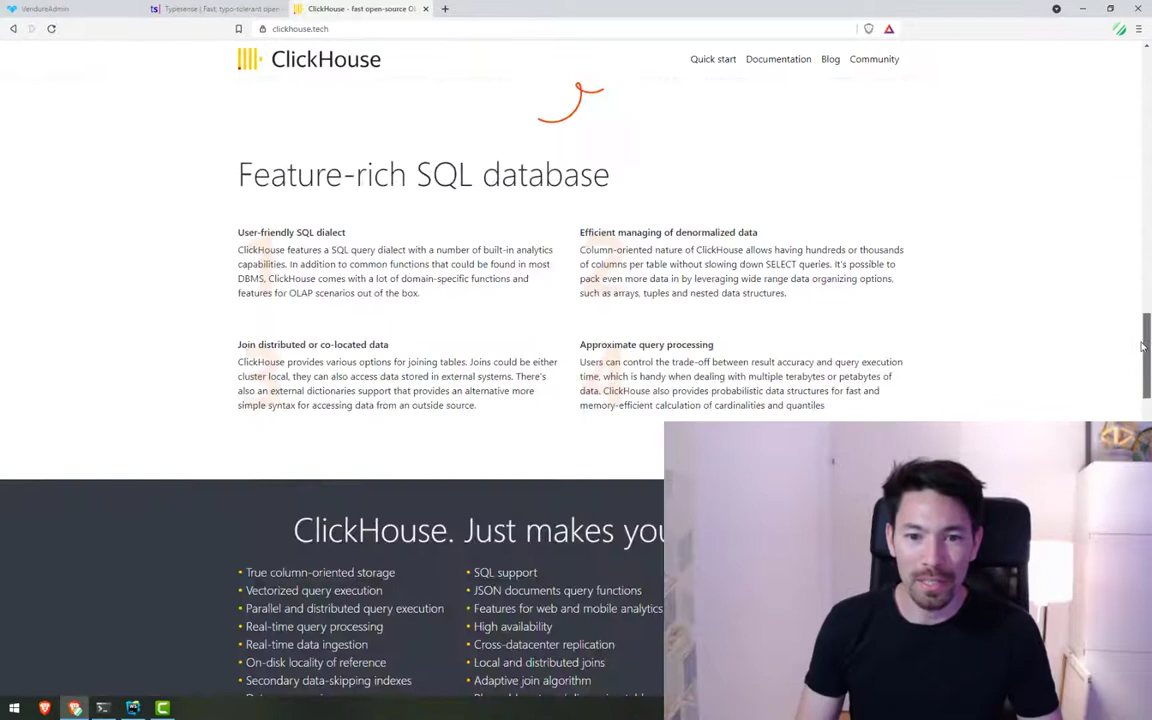 VendureAdmin
Typesense | Fast, typo-tolerant open-
ClickHouse - fast open-source OL
clickhouse.tech
ClickHouse
Quick start
Documentation
Blog
Community
Feature-rich SQL database
User-friendly SQL dialect
ClickHouse features a SQL query dialect with a number of built-in analytics
capabilities. In addition to common functions that could be found in most
DBMS, ClickHouse comes with a lot of domain-specific functions and
features for OLAP scenarios out of the box.
Efficient managing of denormalized data
Column-oriented nature of ClickHouse allows having hundreds or thousands
of columns per table without slowing down SELECT queries. It's possible to
pack even more data in by leveraging wide range data organizing options,
such as arrays, tuples and nested data structures.
Join distributed or co-located data
ClickHouse provides various options for joining tables. Joins could be either
cluster local, they can also access data stored in external systems. There's
also an external dictionaries support that provides an alternative more
simple syntax for accessing data from an outside source.
Approximate query processing
Users can control the trade-off between result accuracy and query execution
time, which is handy when dealing with multiple terabytes or petabytes of
data. ClickHouse also provides probabilistic data structures for fast and
memory-efficient calculation of cardinalities and quantiles
ClickHouse. Just makes you
• True column-oriented storage
• Vectorized query execution
• Parallel and distributed query execution
• Real-time query processing
• Real-time data ingestion
• On-disk locality of reference
• Secondary data-skipping indexes
• SQL support
• JSON documents query functions
• Features for web and mobile analytics
• High availability
• Cross-datacenter replication
• Local and distributed joins
• Adaptive join algorithm